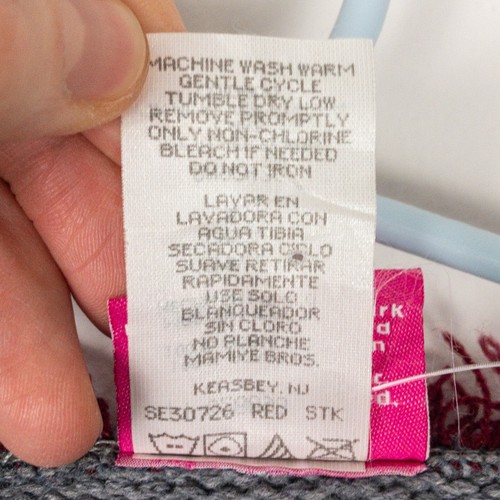 MACHINE WASH WARM
GENTLE CYCLE
TUMBLE DRY LOW
REMOVE PROMPTLY
ONLY NON-CHLORINE
BLEACH IF NEEDED
DO NOT IRON
LAVAR EN
LAVADORA CON
AGUA TIBIA
SECADORA CICLO
SUAVE RETIRAR
RAPIDAMENTE
USE SOLO
BLANQUEADOR
SIN CLORO
NO PLANCHE
MAMIYE BROS.
KEASBEY, NJ
SE30726 RED STK